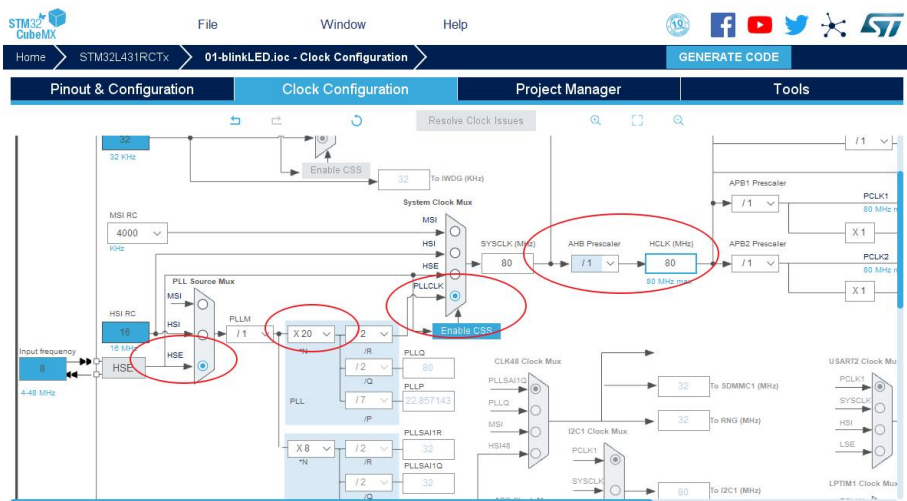 STM32
CubeMX
File
Window
Help
10
Home
STM32L431RCTx
01-blinkLED.ioc - Clock Configuration
GENERATE CODE
Pinout & Configuration
Clock Configuration
Project Manager
Tools
Resolve Clock Issues
32
32 KHz
Enable CSS
32
To IWDG (KHz)
/ 1
System Clock Mux
MSI RC
4000
KHz
MSI
HSI
HSE
PLLCLK
SYSCLK (MHz)
80
AHB Prescaler
/ 1
HCLK (MHz)
80
80 MHz max
APB1 Prescaler
/ 1
PCLK1
80 MHz
X 1
APB2 Prescaler
/ 1
PCLK2
80 MHz
X 1
Enable CSS
PLL Source Mux
MSI
HSI
HSE
HSI RC
16
16 MHz
Input frequency
8
4-48 MHz
HSE
PLLM
/ 1
X 20
*N
/ 2
/R
PLLQ
/ 2
80
/Q
PLLP
PLL
/ 7
22.857143
/P
PLLSAI1R
X 8
*N
/ 2
32
/R
PLLSAI1Q
/ 2
32
/Q
CLK48 Clock Mux
PLLSAI1Q
PLLQ
MSI
HSI48
32
To SDMMC1 (MHz)
32
To RNG (MHz)
I2C1 Clock Mux
PCLK1
SYSCLK
80
To I2C1 (MHz)
USART2 Clock Mu
PCLK1
SYSCLK
HSI
LSE
LPTIM1 Clock Mux